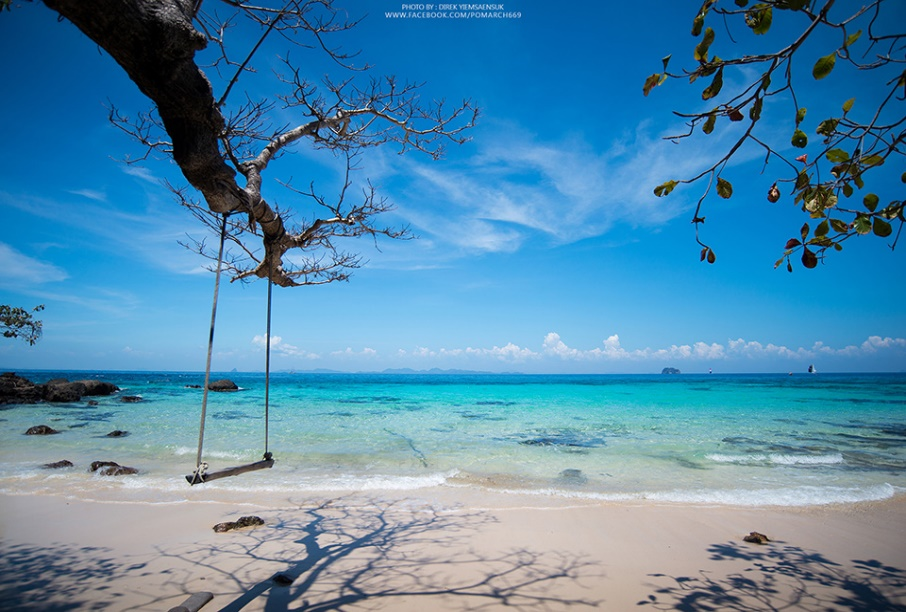 PHOTO BY : DIREK YIEMSAENSUK
WWW.FACEBOOK.COM/POMARCH669